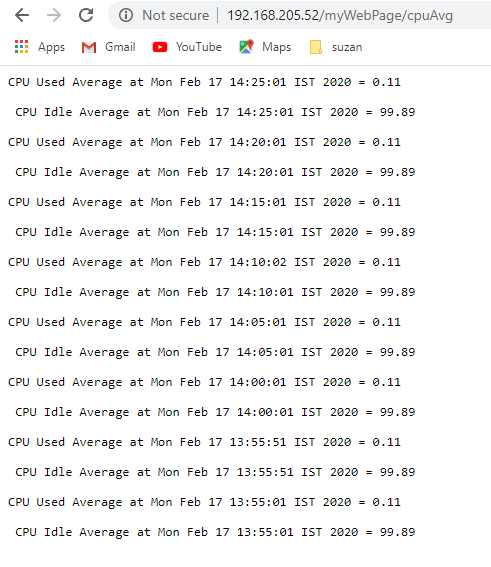 Not secure | 192.168.205.52/myWebPage/cpuAvg
Apps Gmail YouTube Maps suzan
CPU Used Average at Mon Feb 17 14:25:01 IST 2020 = 0.11
CPU Idle Average at Mon Feb 17 14:25:01 IST 2020 = 99.89
CPU Used Average at Mon Feb 17 14:20:01 IST 2020 = 0.11
CPU Idle Average at Mon Feb 17 14:20:01 IST 2020 = 99.89
CPU Used Average at Mon Feb 17 14:15:01 IST 2020 = 0.11
CPU Idle Average at Mon Feb 17 14:15:01 IST 2020 = 99.89
CPU Used Average at Mon Feb 17 14:10:02 IST 2020 = 0.11
CPU Idle Average at Mon Feb 17 14:10:01 IST 2020 = 99.89
CPU Used Average at Mon Feb 17 14:05:01 IST 2020 = 0.11
CPU Idle Average at Mon Feb 17 14:05:01 IST 2020 = 99.89
CPU Used Average at Mon Feb 17 14:00:01 IST 2020 = 0.11
CPU Idle Average at Mon Feb 17 14:00:01 IST 2020 = 99.89
CPU Used Average at Mon Feb 17 13:55:51 IST 2020 = 0.11
CPU Idle Average at Mon Feb 17 13:55:51 IST 2020 = 99.89
CPU Used Average at Mon Feb 17 13:55:01 IST 2020 = 0.11
CPU Idle Average at Mon Feb 17 13:55:01 IST 2020 = 99.89